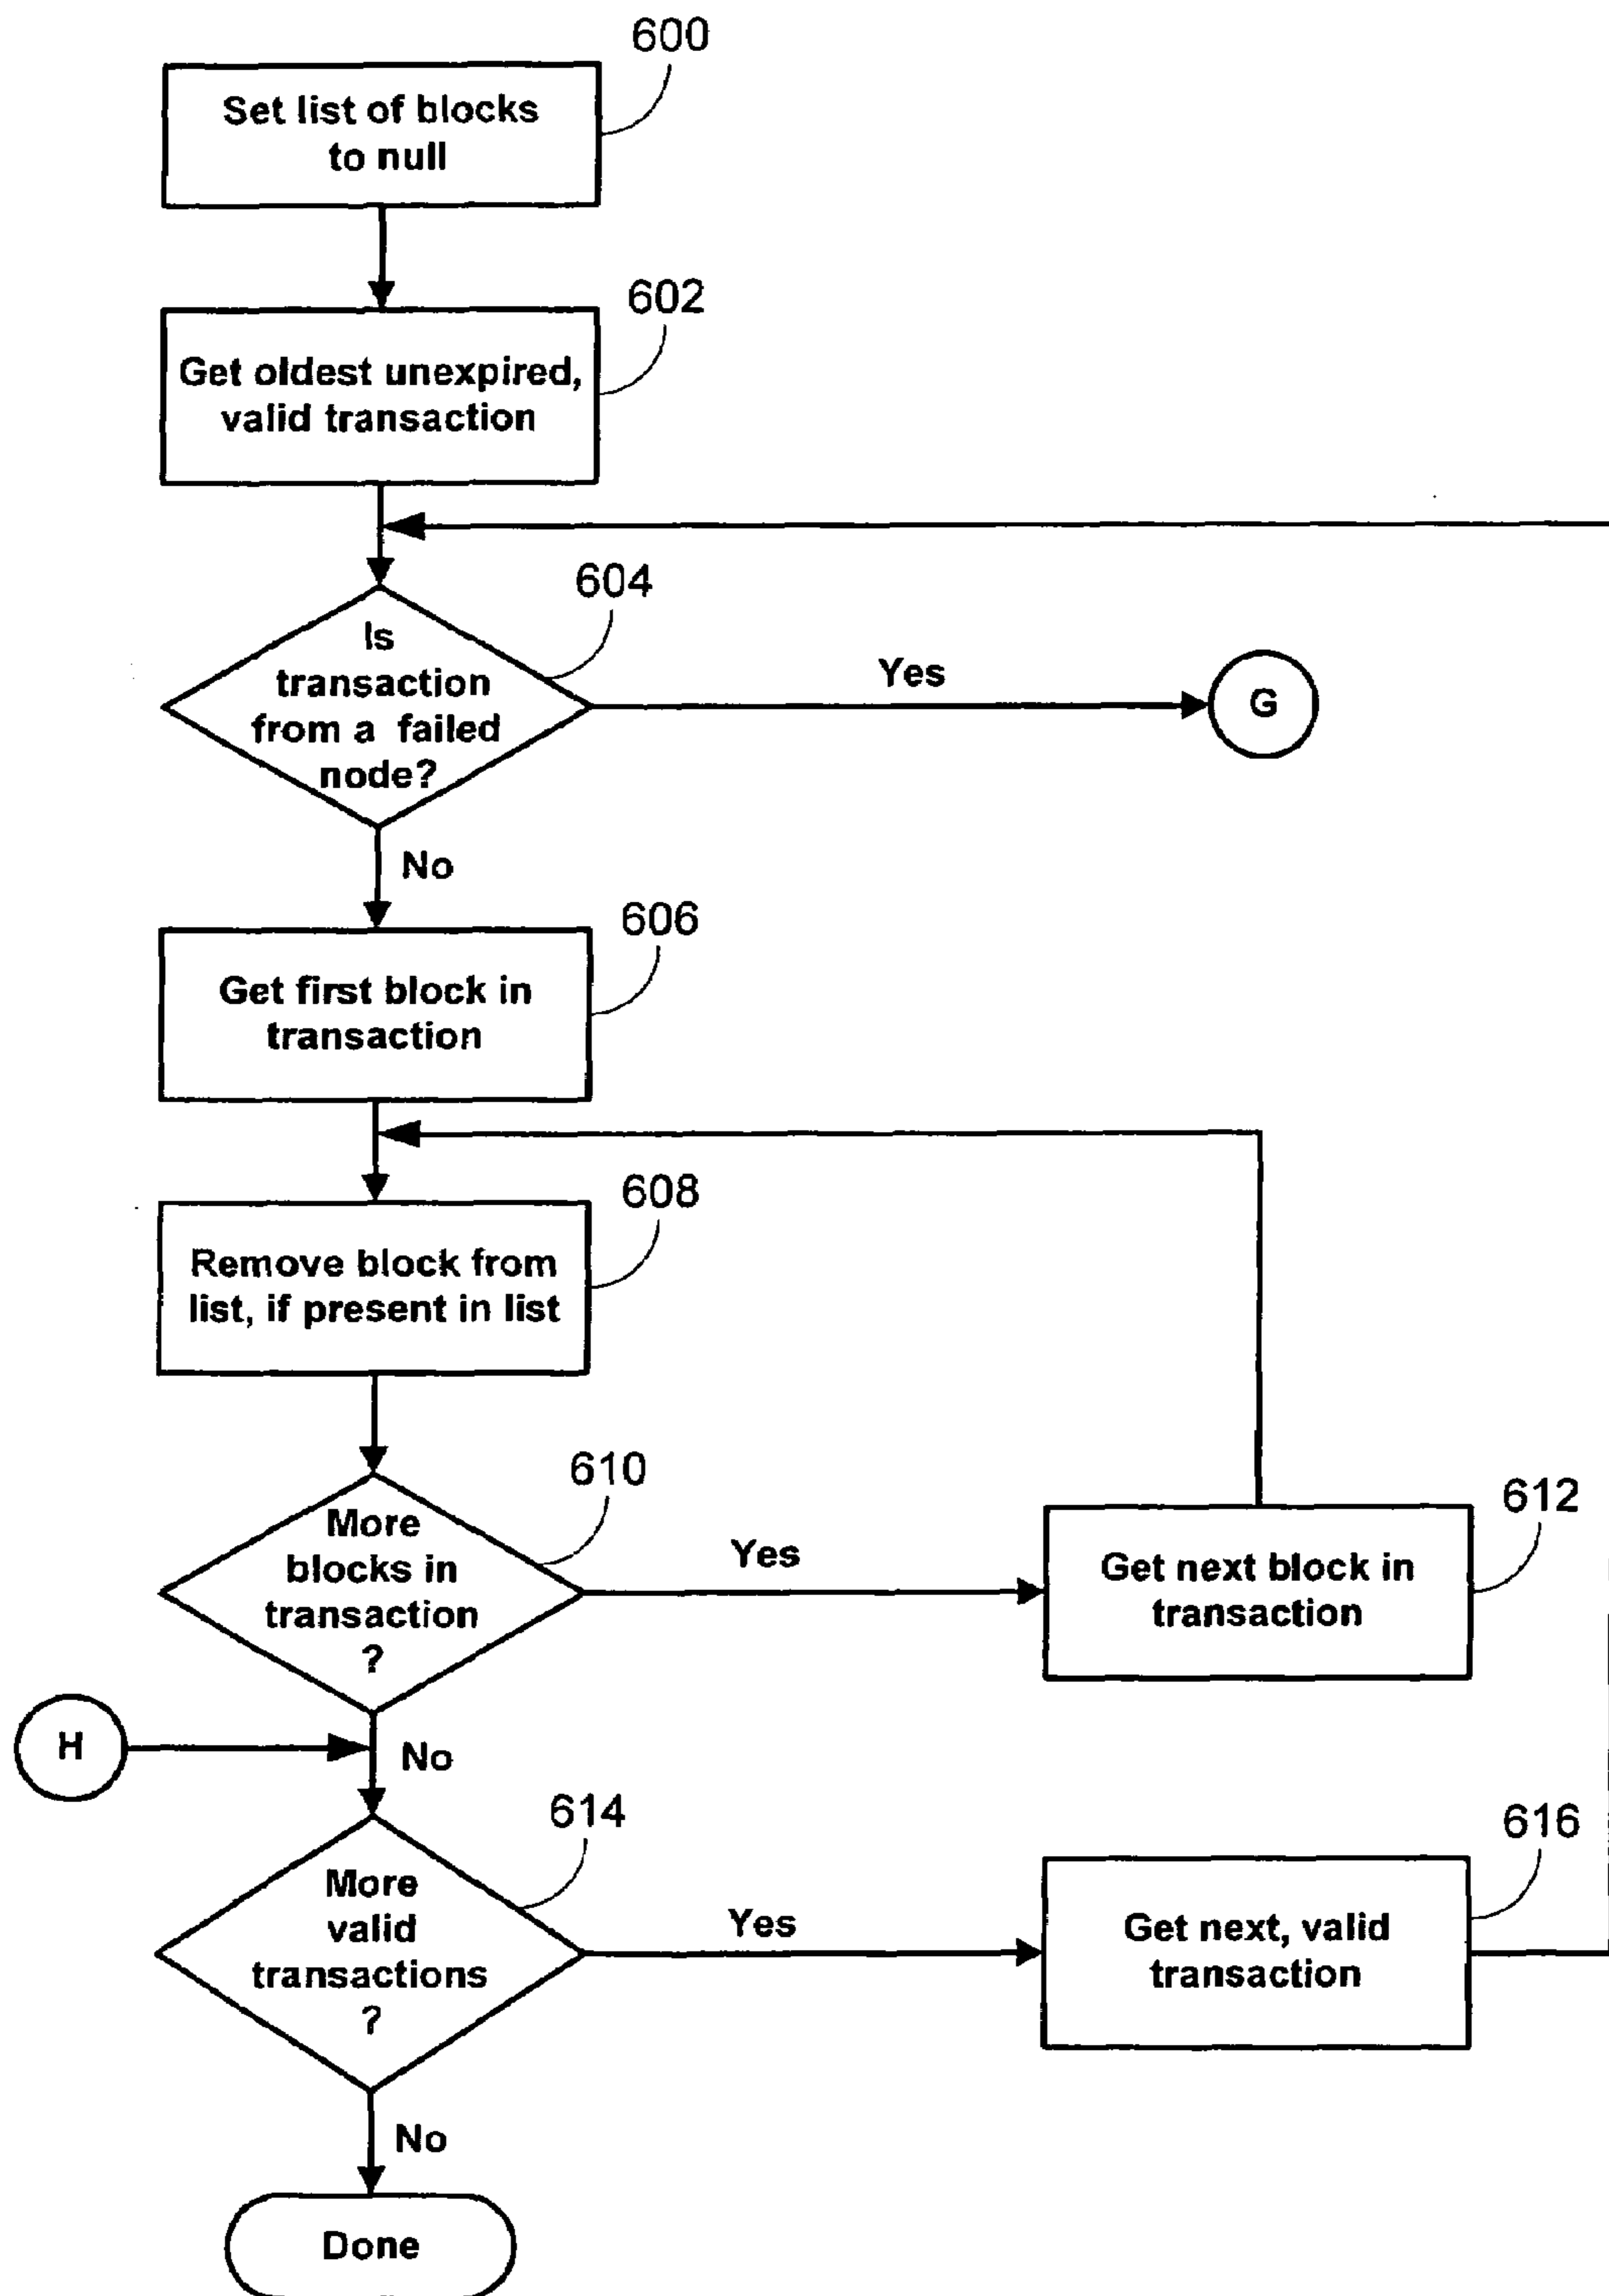 600
Set list of blocks
to null
602
Get oldest unexpired,
valid transaction
604
Is
transaction
from a failed
node?
Yes
G
No
606
Get first block in
transaction
608
Remove block from
list, if present in list
610
More
blocks in
transaction
?
Yes
612
Get next block in
transaction
H
No
614
More
valid
transactions
?
Yes
616
Get next, valid
transaction
No
Done